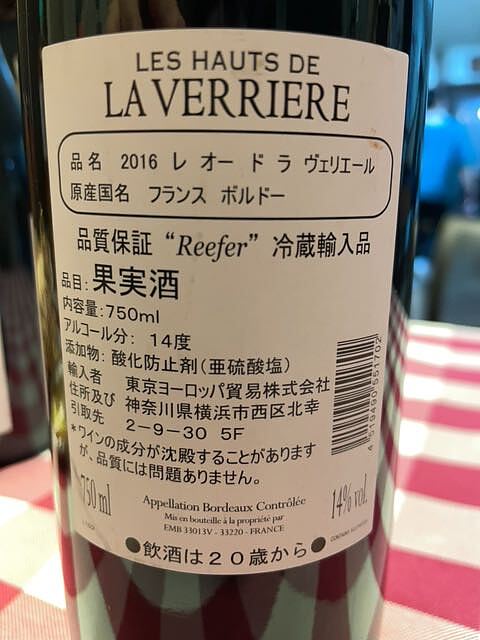 LES HAUTS DE
LA VERRIERE
品名 2016 レ オー ド ラ ヴェリエール
原産国名 フランス ボルドー
品質保証 "Reefer" 冷蔵輸入品
品目:果実酒
内容量:750ml
アルコール分: 14度
添加物: 酸化防止剤(亜硫酸塩)
輸入者 東京ヨーロッパ貿易株式会社
住所及び 神奈川県横浜市西区北幸
引取先 2-9-30 5F
*ワインの成分が沈殿することがあります
が、品質には問題ありません。
4 519490 551702
750 ml
14% vol.
Appellation Bordeaux Contrôlée
Mis en bouteille à la propriété par
EMB 33013V - 33220 - FRANCE
●飲酒は20歳から●